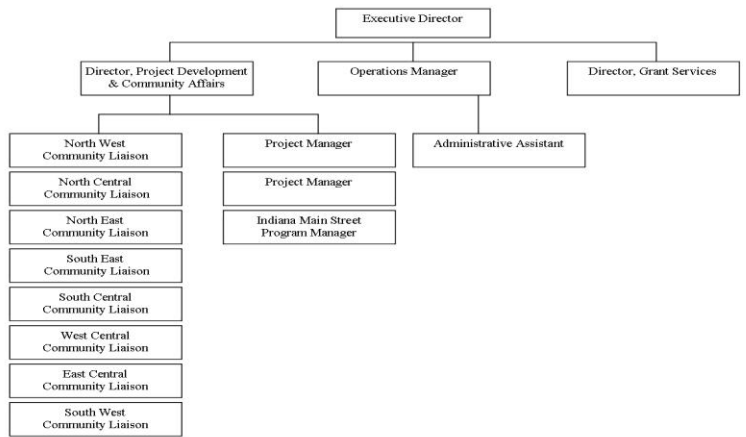 Executive Director
Director, Project Development
& Community Affairs
Operations Manager
Director, Grant Services
North West
Community Liaison
North Central
Community Liaison
North East
Community Liaison
South East
Community Liaison
South Central
Community Liaison
West Central
Community Liaison
East Central
Community Liaison
South West
Community Liaison
Project Manager
Project Manager
Indiana Main Street
Program Manager
Administrative Assistant